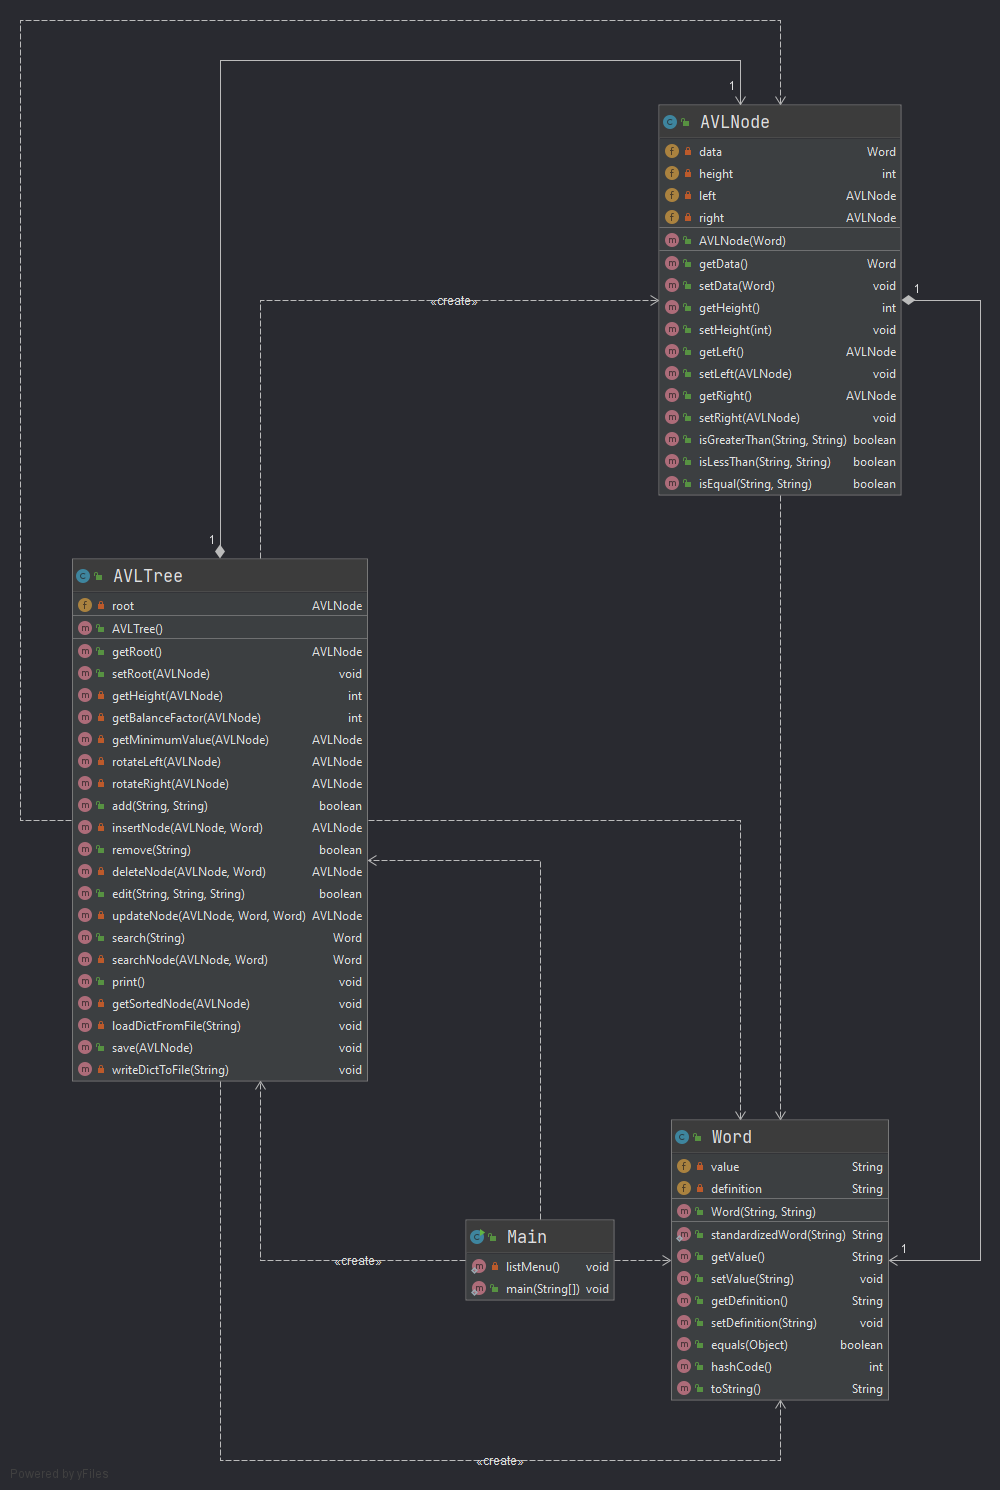 1
AVLNode
data Word
height int
left AVLNode
right AVLNode
AVLNode(Word)
getData() Word
setData(Word) void
getHeight() int
setHeight(int) void
getLeft() AVLNode
setLeft(AVLNode) void
getRight() AVLNode
setRight(AVLNode) void
isGreaterThan(String, String) boolean
isLessThan(String, String) boolean
isEqual(String, String) boolean
1
«create»
1
AVLTree
root AVLNode
AVLTree()
getRoot() AVLNode
setRoot(AVLNode) void
getHeight(AVLNode) int
getBalanceFactor(AVLNode) int
getMinimumValue(AVLNode) AVLNode
rotateLeft(AVLNode) AVLNode
rotateRight(AVLNode) AVLNode
add(String, String) boolean
insertNode(AVLNode, Word) AVLNode
remove(String) boolean
deleteNode(AVLNode, Word) AVLNode
edit(String, String, String) boolean
updateNode(AVLNode, Word, Word) AVLNode
search(String) Word
searchNode(AVLNode, Word) Word
print() void
getSortedNode(AVLNode) void
loadDictFromFile(String) void
save(AVLNode) void
writeDictToFile(String) void
Word
value String
definition String
Word(String, String)
standardizedWord(String) String
getValue() String
setValue(String) void
getDefinition() String
setDefinition(String) void
equals(Object) boolean
hashCode() int
toString() String
1
Main
listMenu() void
main(String[]) void
«create»
«create»
Powered by yFiles